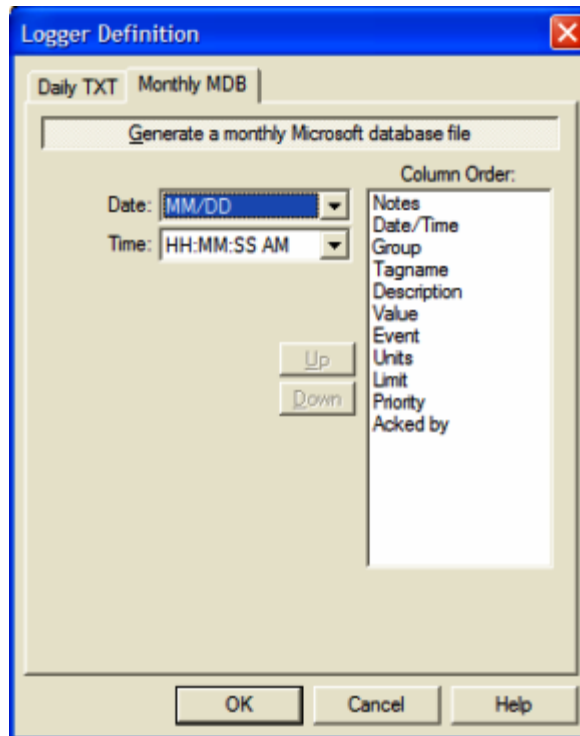 Logger Definition
Daily TXT
Monthly MDB
Generate a monthly Microsoft database file
Column Order:
Date: MM/DD
Time: HH:MM:SS AM
Notes
Date/Time
Group
Tagname
Description
Value
Event
Units
Limit
Priority
Acked by
Up
Down
OK
Cancel
Help